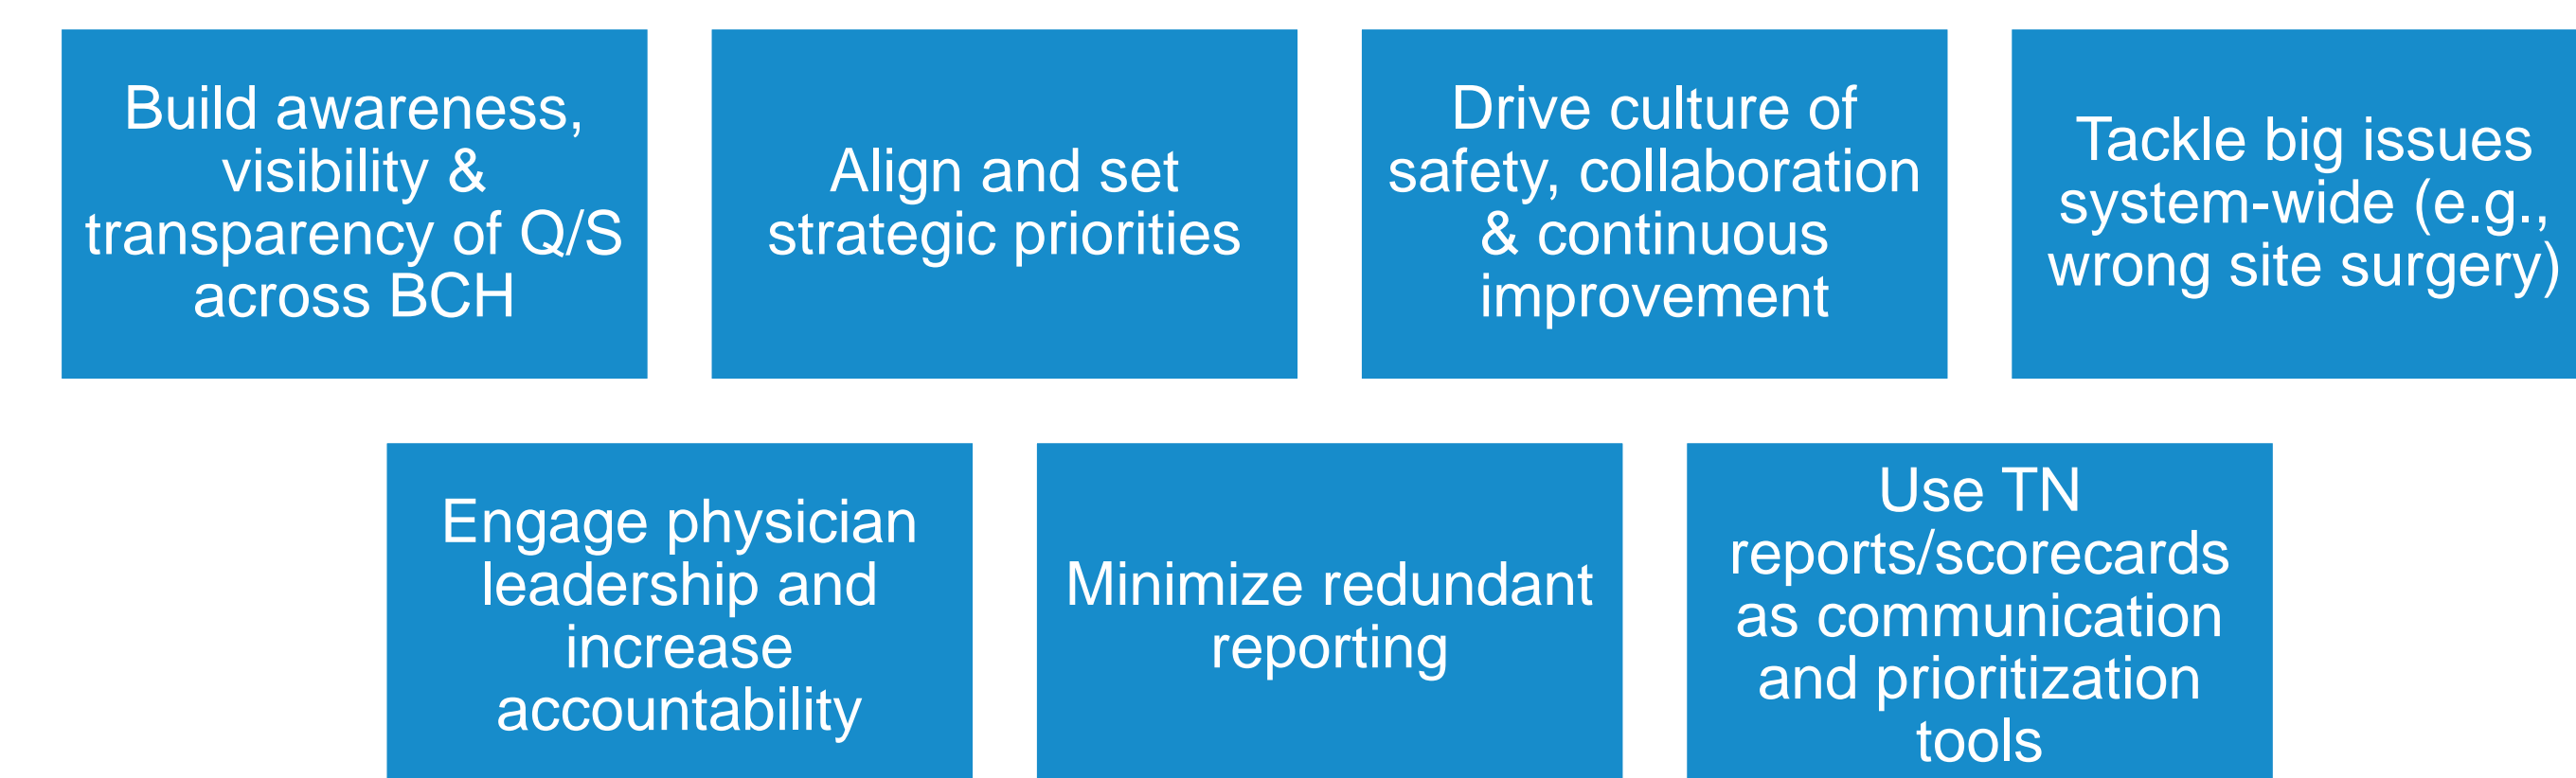 Build awareness,
visibility &
transparency of Q/S
across BCH
Align and set
strategic priorities
Drive culture of
safety, collaboration
& continuous
improvement
Tackle big issues
system-wide (e.g.,
wrong site surgery)
Engage physician
leadership and
increase
accountability
Minimize redundant
reporting
Use TN
reports/scorecards
as communication
and prioritization
tools